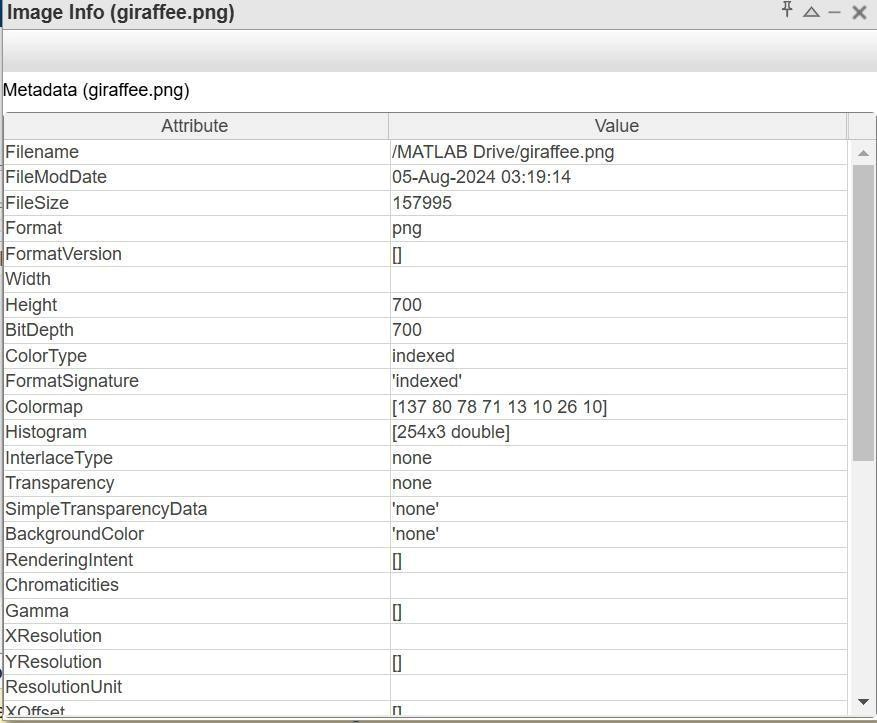 Image Info (giraffee.png)
Metadata (giraffee.png)
Attribute Value
Filename /MATLAB Drive/giraffee.png
FileModDate 05-Aug-2024 03:19:14
FileSize 157995
Format png
FormatVersion []
Width
Height 700
BitDepth 700
ColorType indexed
FormatSignature 'indexed'
Colormap [137 80 78 71 13 10 26 10]
Histogram [254x3 double]
InterlaceType none
Transparency none
SimpleTransparencyData 'none'
BackgroundColor 'none'
RenderingIntent []
Chromaticities
Gamma []
XResolution
YResolution []
ResolutionUnit
XOffset []